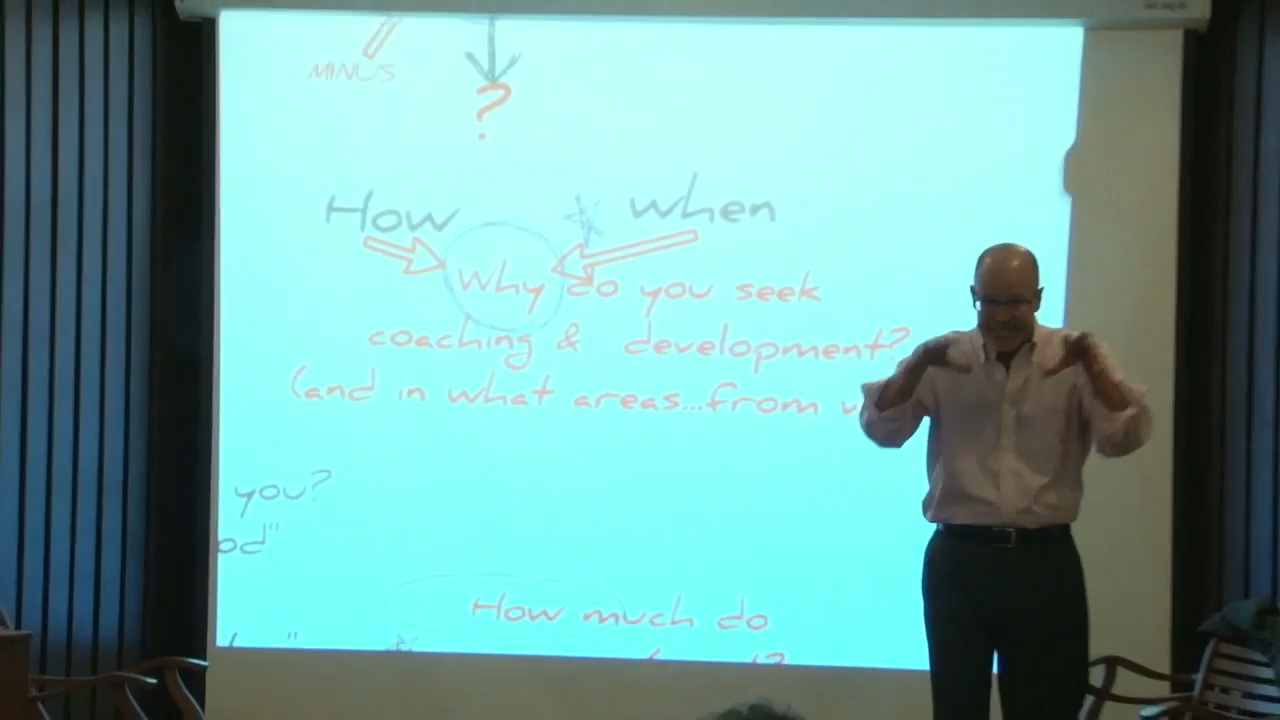 MINUS
?
How when
Why do you seek
coaching & development?
(and in what areas...from
you?
od"
How much do